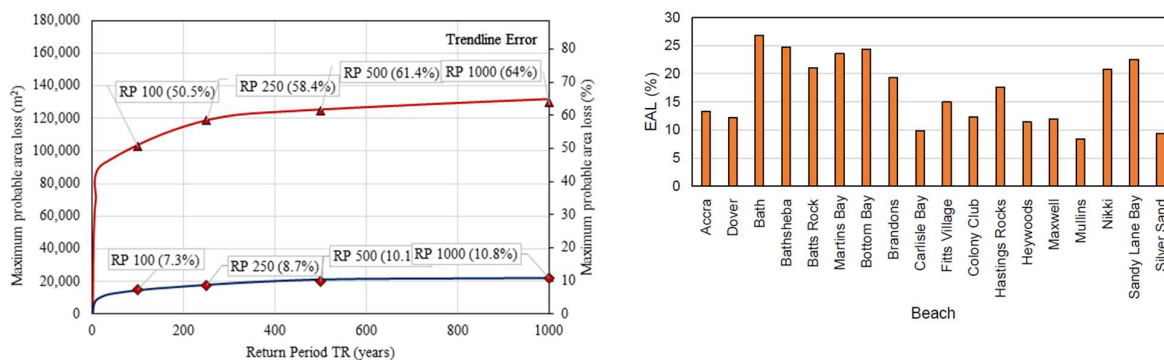 180,000
160,000
140,000
120,000
100,000
80,000
60,000
40,000
20,000
0
Maximum probable area loss (m²)
Trendline Error
RP 100 (50.5%)
RP 250 (58.4%)
RP 500 (61.4%)
RP 1000 (64%)
RP 100 (7.3%)
RP 250 (8.7%)
RP 500 (10.1
RP 1000 (10.8%)
80
70
60
50
40
30
20
10
0
Maximum probable area loss (%)
0 200 400 600 800 1000
Return Period TR (years)
30
25
20
15
10
5
0
EAL (%)
Accra
Dover
Bath
Bathsheba
Batts Rock
Martins Bay
Bottom Bay
Brandons
Carlisle Bay
Fitts Village
Colony Club
Hastings Rocks
Heywoods
Maxwell
Mullins
Nikki
Sandy Lane Bay
Silver Sand
Beach